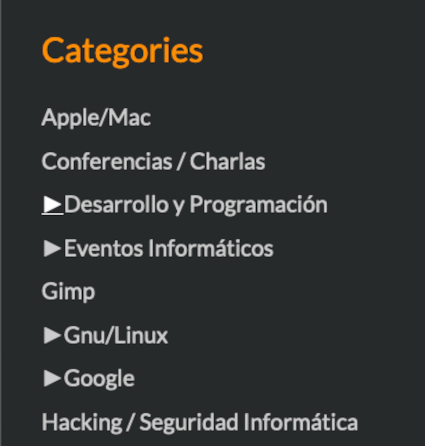 Categories
Apple/Mac
Conferencias / Charlas
►Desarrollo y Programación
►Eventos Informáticos
Gimp
►Gnu/Linux
►Google
Hacking / Seguridad Informática